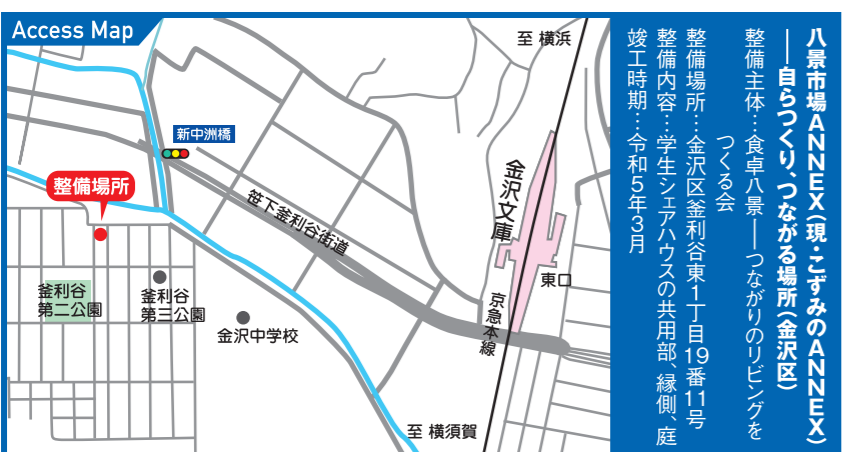 Access Map
至 横浜
新中洲橋
整備場所
笹下釜利谷街道
金沢文庫
東口
京急本線
釜利谷
第二公園
釜利谷
第三公園
金沢中学校
至 横須賀
八景市場ANNEX(現・こずみのANNEX)
──自らつくり、つながる場所(金沢区)
整備主体…食卓八景──つながりのリビングを
つくる会
整備場所…金沢区釜利谷東1丁目19番11号
整備内容…学生シェアハウスの共用部、縁側、庭
竣工時期…令和5年3月